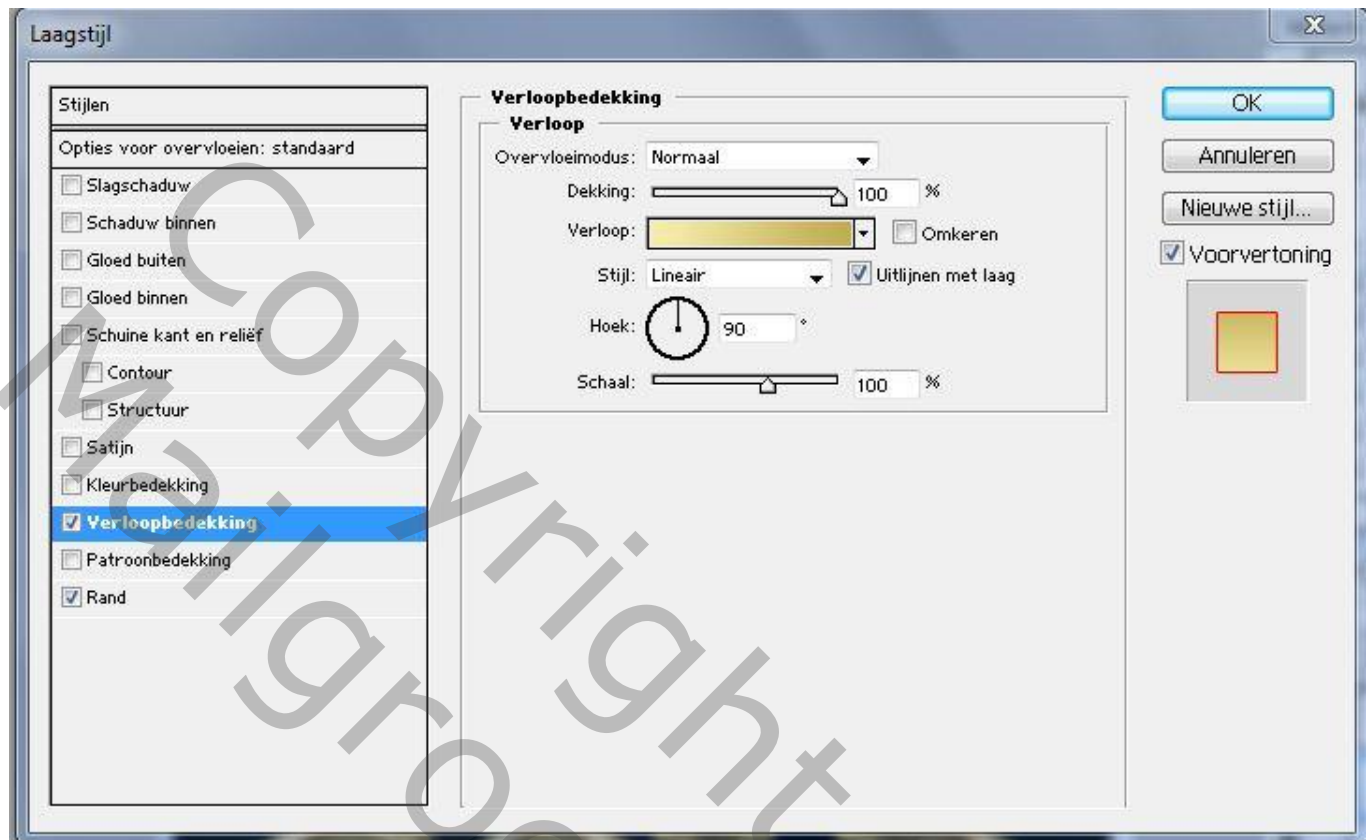 Laagstijl
Stijlen
Opties voor overvloeien: standaard
Slagschaduw
Schaduw binnen
Gloed buiten
Gloed binnen
Schuine kant en reliëf
Contour
Structuur
Satijn
Kleurbedekking
Verloopbedekking
Patroonbedekking
Rand
Verloopbedekking
Verloop
Overvloeimodus: Normaal
Dekking: 100 %
Verloop: Omkeren
Stijl: Lineair Uitlijnen met laag
Hoek: 90 °
Schaal: 100 %
OK
Annuleren
Nieuwe stijl...
Voorvertoning
Copyright